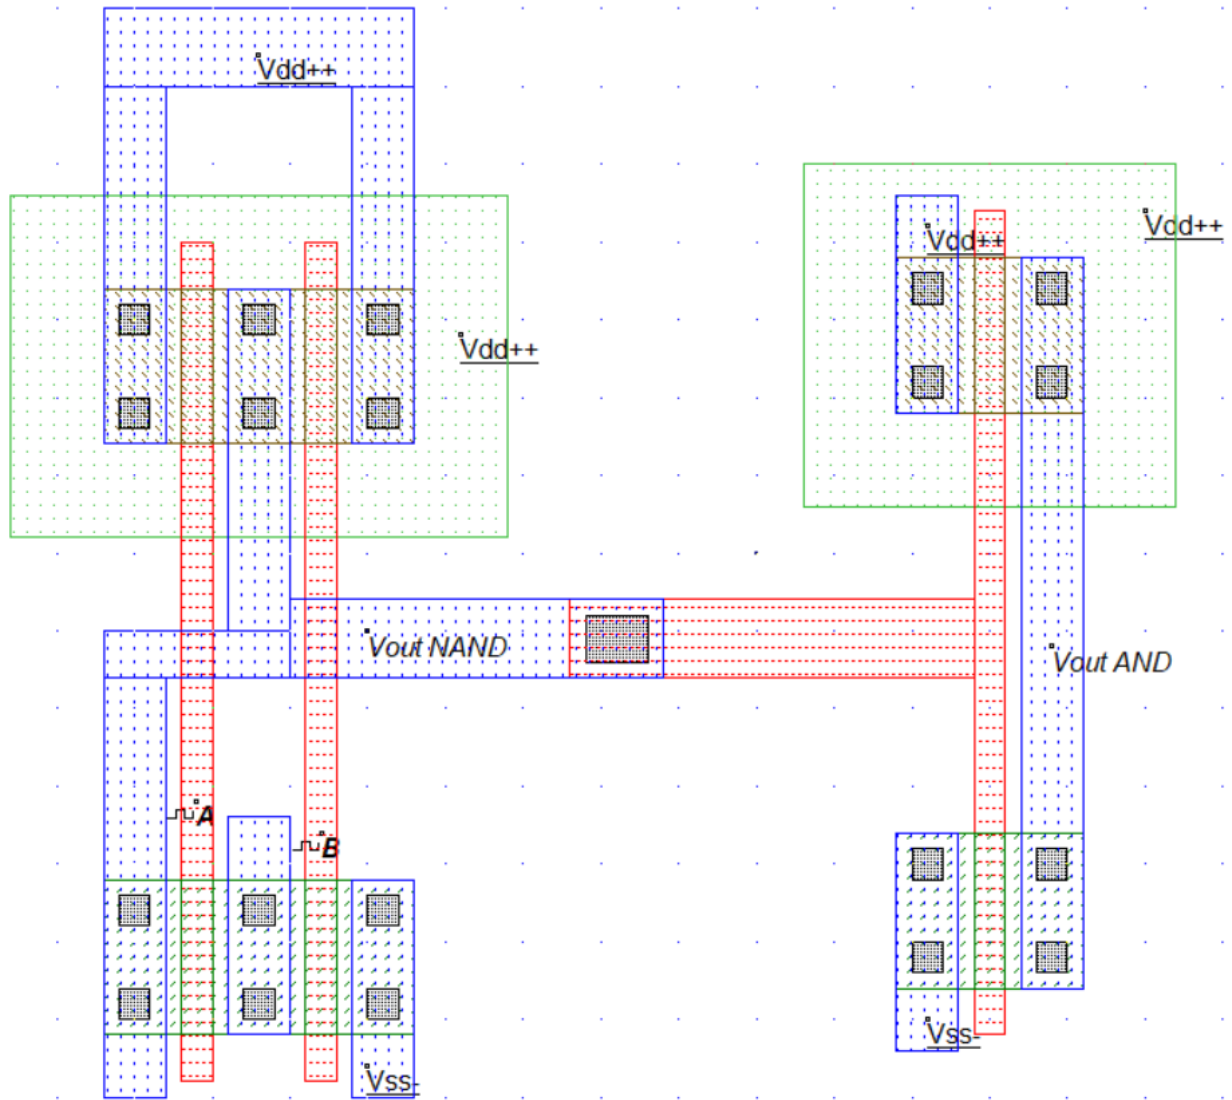 Vdd++
Vdd++
Vdd++
Vdd++
Vout NAND
Vout AND
A
B
Vss-
Vss-